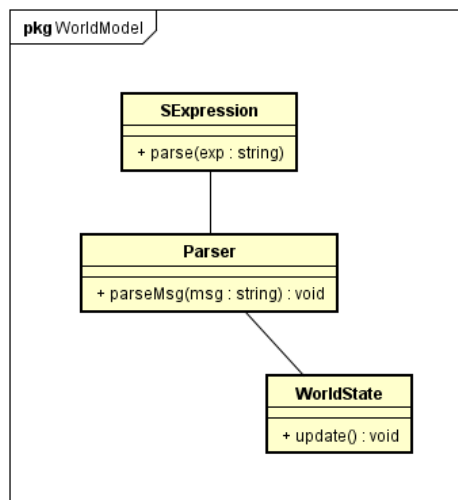 pkg WorldModel
SExpression
+ parse(exp : string)
Parser
+ parseMsg(msg : string) : void
WorldState
+ update() : void